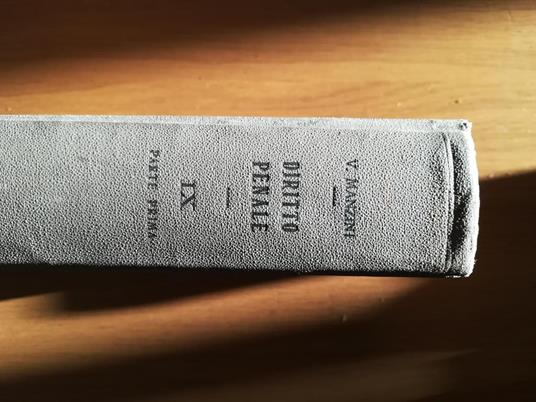 V. MANZINI
DIRITTO
PENALE
IX
PARTE PRIMA